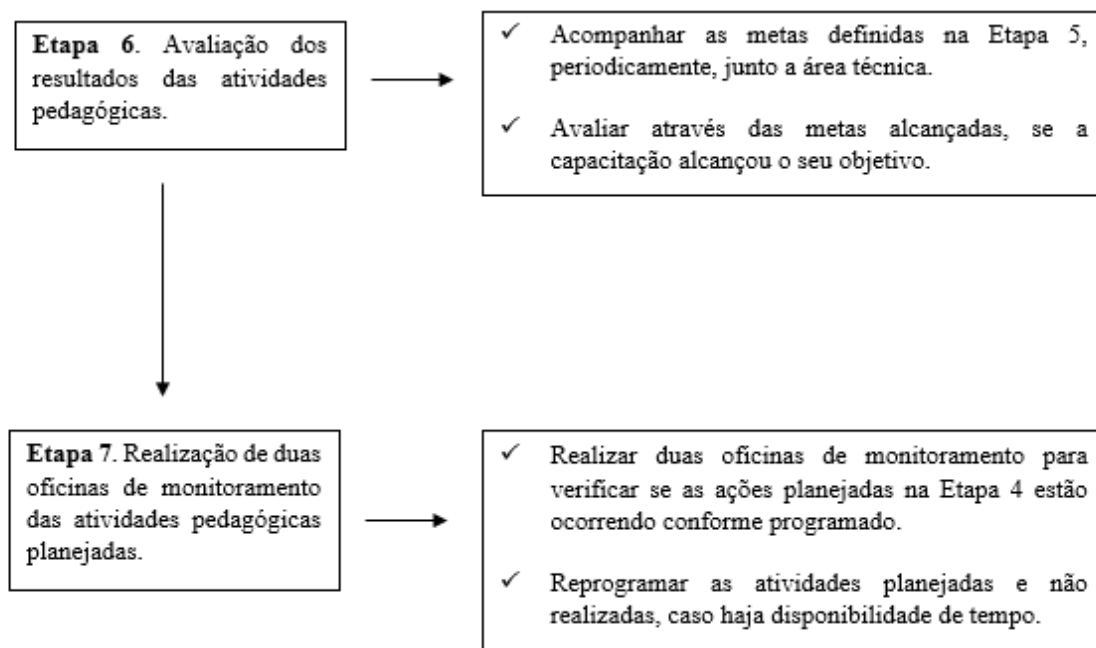 Etapa 6. Avaliação dos
resultados das atividades
pedagógicas.
✓ Acompanhar as metas definidas na Etapa 5,
periodicamente, junto a área técnica.
✓ Avaliar através das metas alcançadas, se a
capacitação alcançou o seu objetivo.
Etapa 7. Realização de duas
oficinas de monitoramento
das atividades pedagógicas
planejadas.
✓ Realizar duas oficinas de monitoramento para
verificar se as ações planejadas na Etapa 4 estão
ocorrendo conforme programado.
✓ Reprogramar as atividades planejadas e não
realizadas, caso haja disponibilidade de tempo.